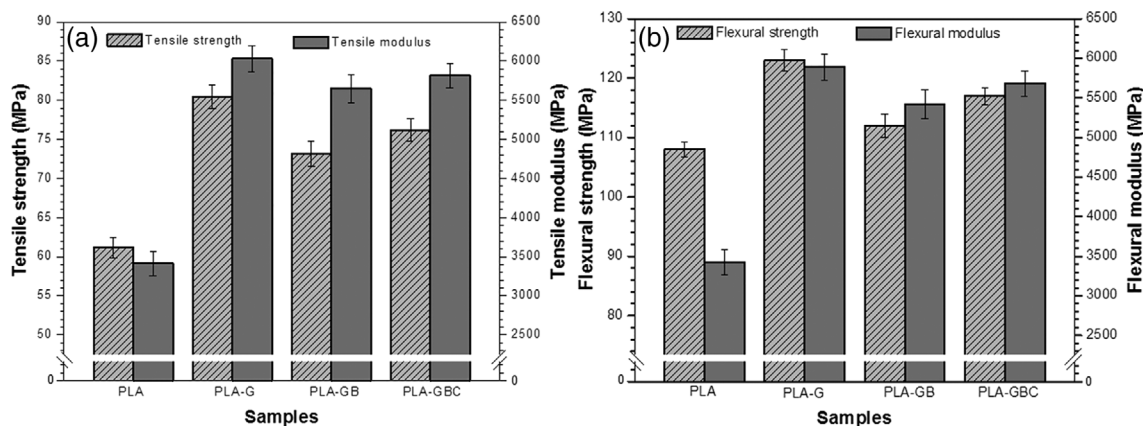 (a)
Tensile strength
Tensile modulus
Tensile strength (MPa)
90
85
80
75
70
65
60
55
50
0
6500
6000
5500
5000
4500
4000
3500
3000
2500
0
Tensile modulus (MPa)
PLA
PLA-G
PLA-GB
PLA-GBC
Samples
(b)
Flexural strength
Flexural modulus
Flexural strength (MPa)
130
120
110
100
90
80
0
6500
6000
5500
5000
4500
4000
3500
3000
2500
0
Flexural modulus (MPa)
PLA
PLA-G
PLA-GB
PLA-GBC
Samples